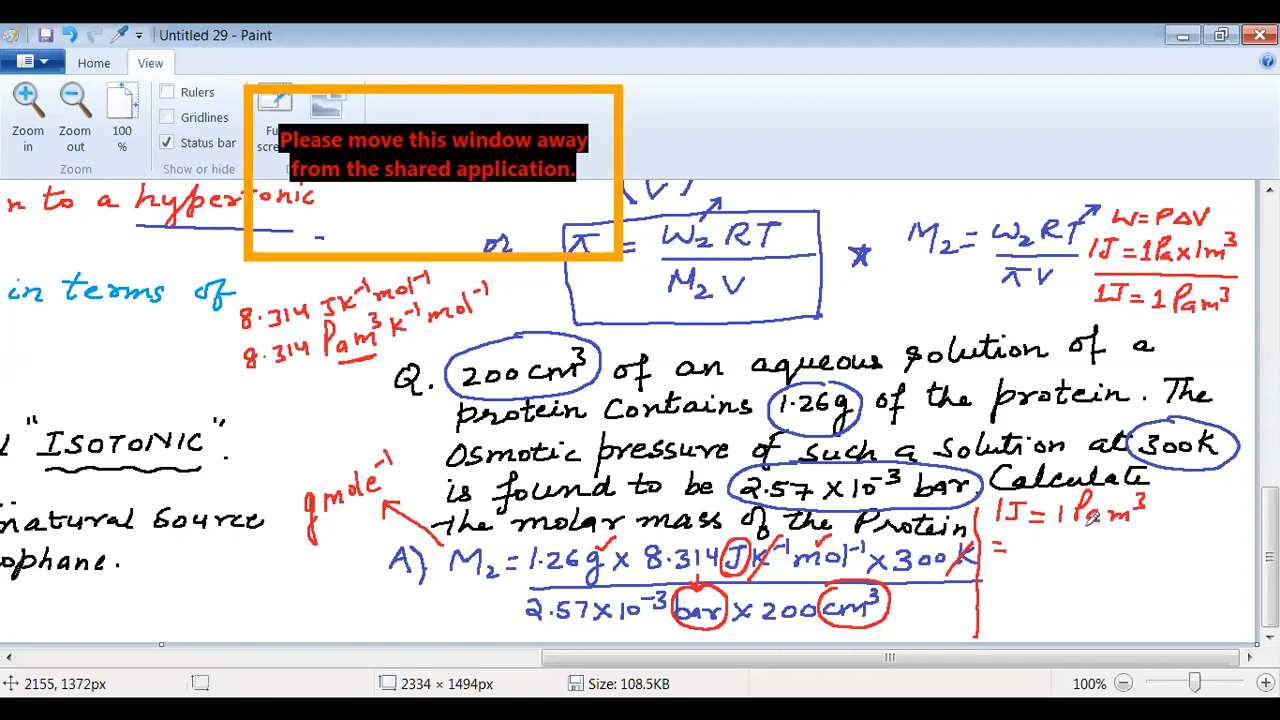 Untitled 29 - Paint
Home View
Zoom in
Zoom out
100 %
Rulers
Gridlines
Status bar
Zoom
Show or hide
Please move this window away
from the shared application.
n to a hypertonic
in terms of
8.314 JK⁻¹mol⁻¹
8.314 Pam³ K⁻¹mol⁻¹
or π = W₂RT / M₂V
M₂ = W₂RT / πV
W = PΔV
1J = 1Pa×1m³
1J = 1Pam³
"ISOTONIC".
natural source
ophane.
Q. 200cm³ of an aqueous solution of a
protein contains 1.26g of the protein. The
Osmotic pressure of such a solution at 300K
is found to be 2.57×10⁻³ bar. Calculate
the molar mass of the Protein
gmole⁻¹
A) M₂ = 1.26g × 8.314 J K⁻¹ mol⁻¹ × 300K
2.57×10⁻³ bar × 200cm³
1J = 1Pam³
=
2155, 1372px
2334 × 1494px
Size: 108.5KB
100%